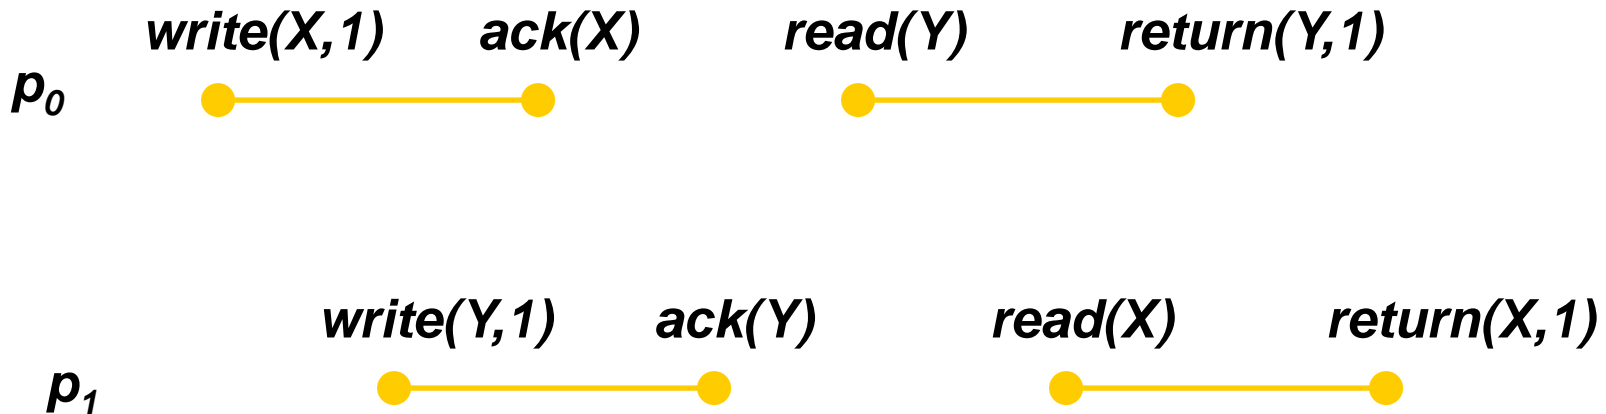 write(X,1) ack(X) read(Y) return(Y,1)
p0
write(Y,1) ack(Y) read(X) return(X,1)
p1